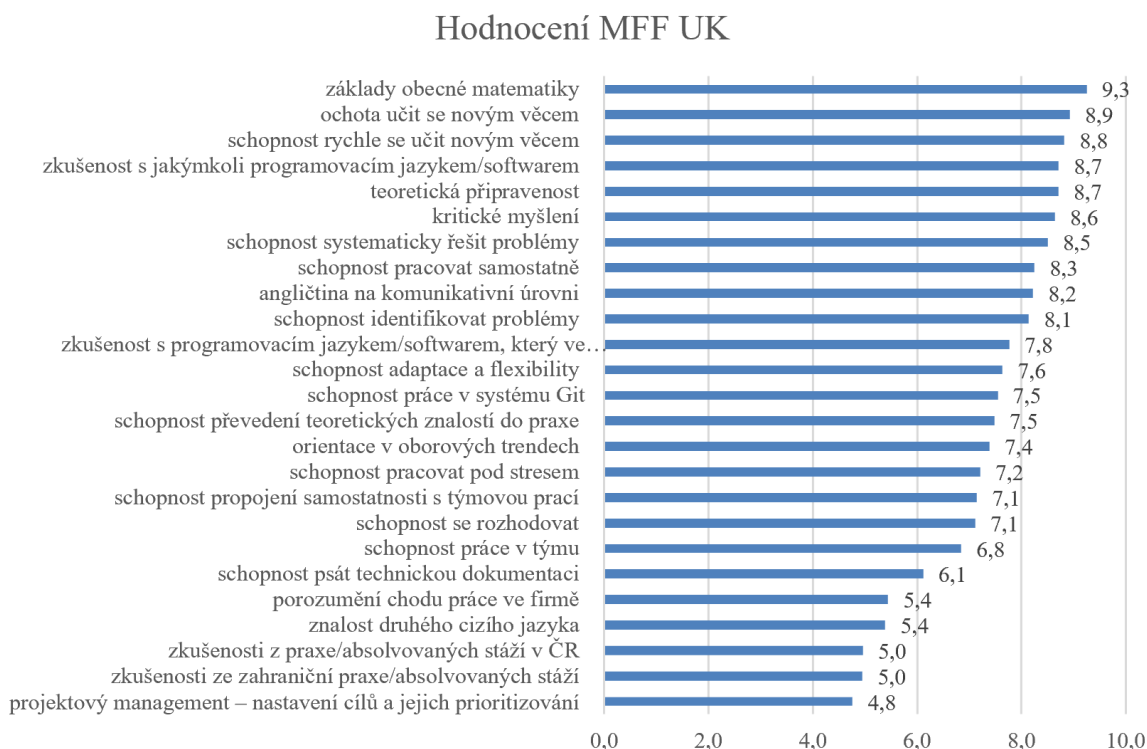 Hodnocení MFF UK
základy obecné matematiky 9,3
ochota učit se novým věcem 8,9
schopnost rychle se učit novým věcem 8,8
zkušenost s jakýmkoli programovacím jazykem/softwarem 8,7
teoretická připravenost 8,7
kritické myšlení 8,6
schopnost systematicky řešit problémy 8,5
schopnost pracovat samostatně 8,3
angličtina na komunikativní úrovni 8,2
schopnost identifikovat problémy 8,1
zkušenost s programovacím jazykem/softwarem, který ve… 7,8
schopnost adaptace a flexibility 7,6
schopnost práce v systému Git 7,5
schopnost převedení teoretických znalostí do praxe 7,5
orientace v oborových trendech 7,4
schopnost pracovat pod stresem 7,2
schopnost propojení samostatnosti s týmovou prací 7,1
schopnost se rozhodovat 7,1
schopnost práce v týmu 6,8
schopnost psát technickou dokumentaci 6,1
porozumění chodu práce ve firmě 5,4
znalost druhého cizího jazyka 5,4
zkušenosti z praxe/absolvovaných stáží v ČR 5,0
zkušenosti ze zahraniční praxe/absolvovaných stáží 5,0
projektový management – nastavení cílů a jejich prioritizování 4,8
0,0 2,0 4,0 6,0 8,0 10,0